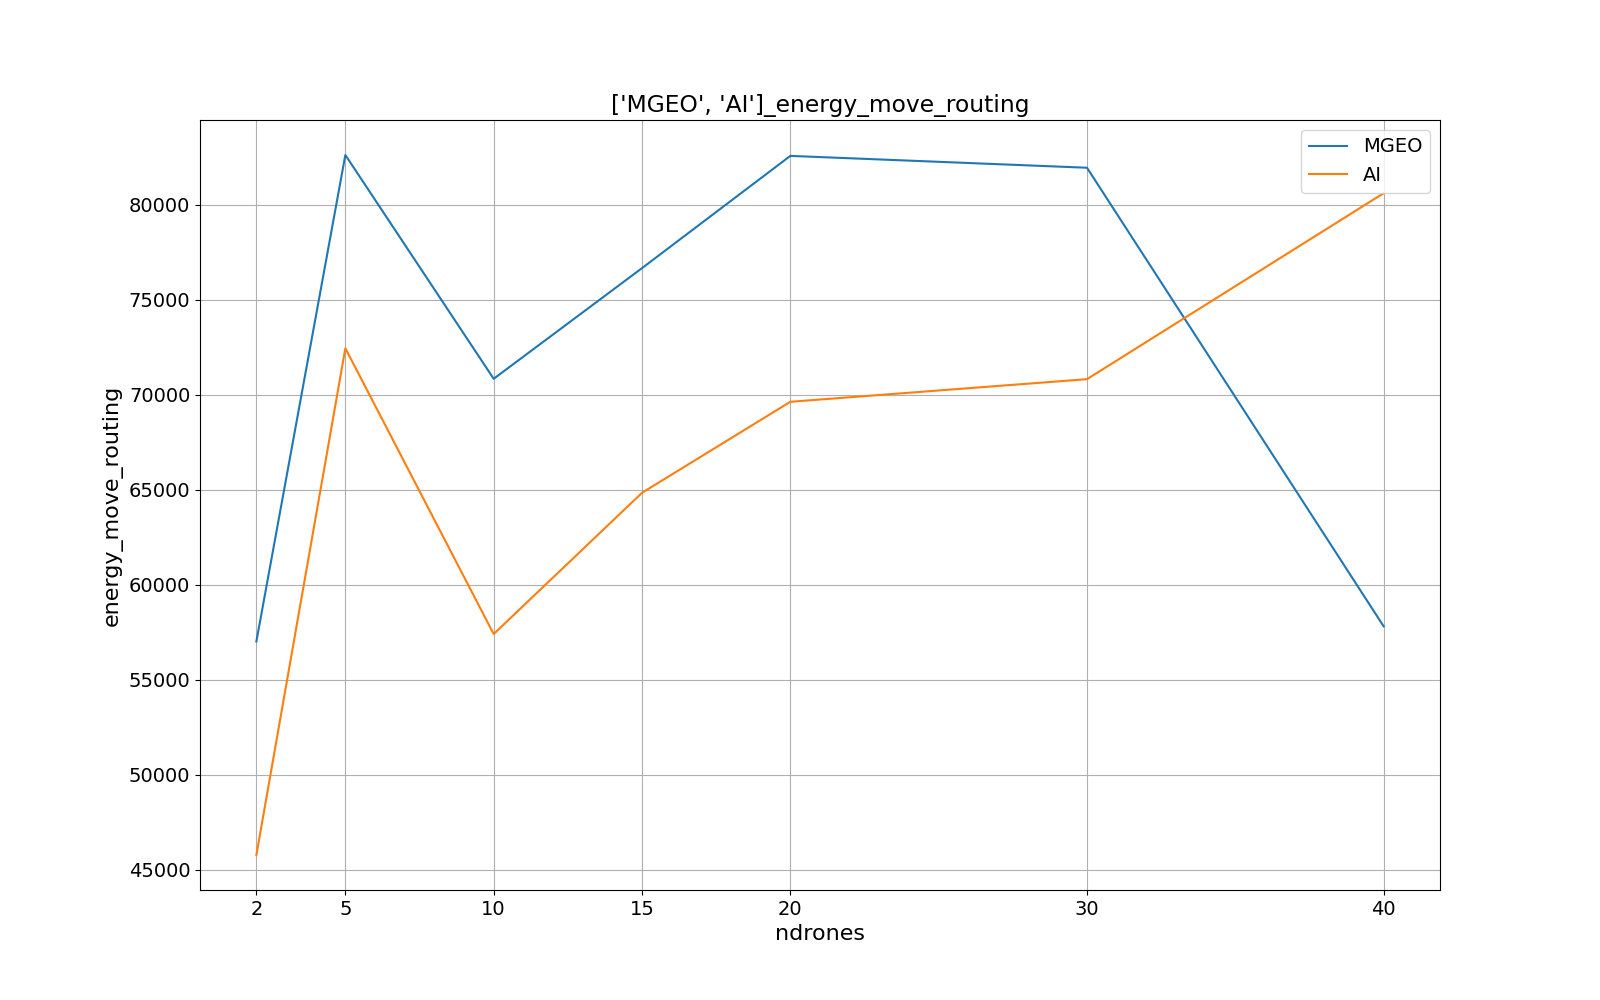 ['MGEO', 'AI']_energy_move_routing
MGEO
AI
energy_move_routing
80000
75000
70000
65000
60000
55000
50000
45000
2 5 10 15 20 30 40
ndrones